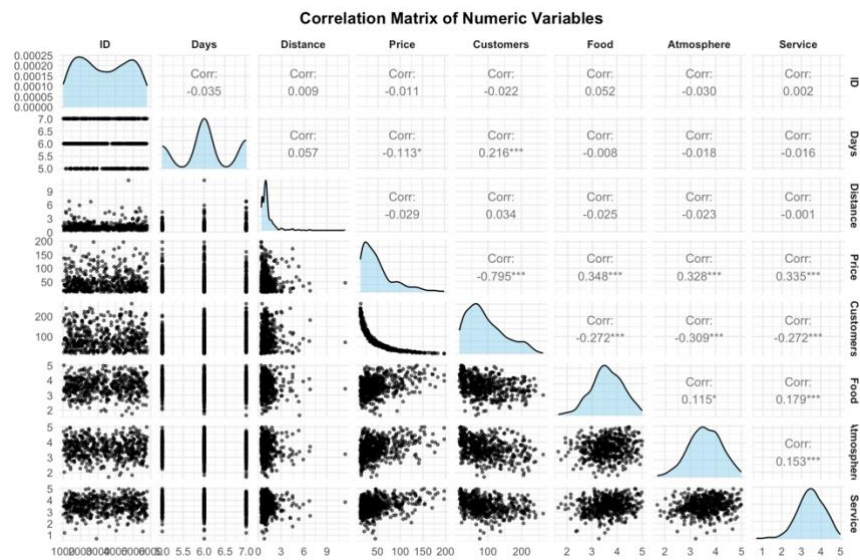 Correlation Matrix of Numeric Variables
ID Days Distance Price Customers Food Atmosphere Service
0.00025
0.00020
0.00015
0.00010
0.00005
0.00000
Corr: Corr: Corr: Corr: Corr: Corr: Corr:
-0.035 0.009 -0.011 -0.022 0.052 -0.030 0.002
ID
7.0
6.5
6.0
5.5
5.0
Corr: Corr: Corr: Corr: Corr: Corr:
0.057 -0.113* 0.216*** -0.008 -0.018 -0.016
Days
9
6
3
0
Corr: Corr: Corr: Corr: Corr:
-0.029 0.034 -0.025 -0.023 -0.001
Distance
200
150
100
50
Corr: Corr: Corr: Corr:
-0.795*** 0.348*** 0.328*** 0.335***
Price
200
100
Corr: Corr: Corr:
-0.272*** -0.309*** -0.272***
Customers
5
4
3
2
Corr: Corr:
0.115* 0.179***
Food
5
4
3
2
Corr:
0.153***
Atmospher
5
4
3
2
1
Service
5.5 6.0 6.5 7.0 0 3 6 9 50 100 150 200 100 200 2 3 4 5 2 3 4 5 1 2 3 4 5